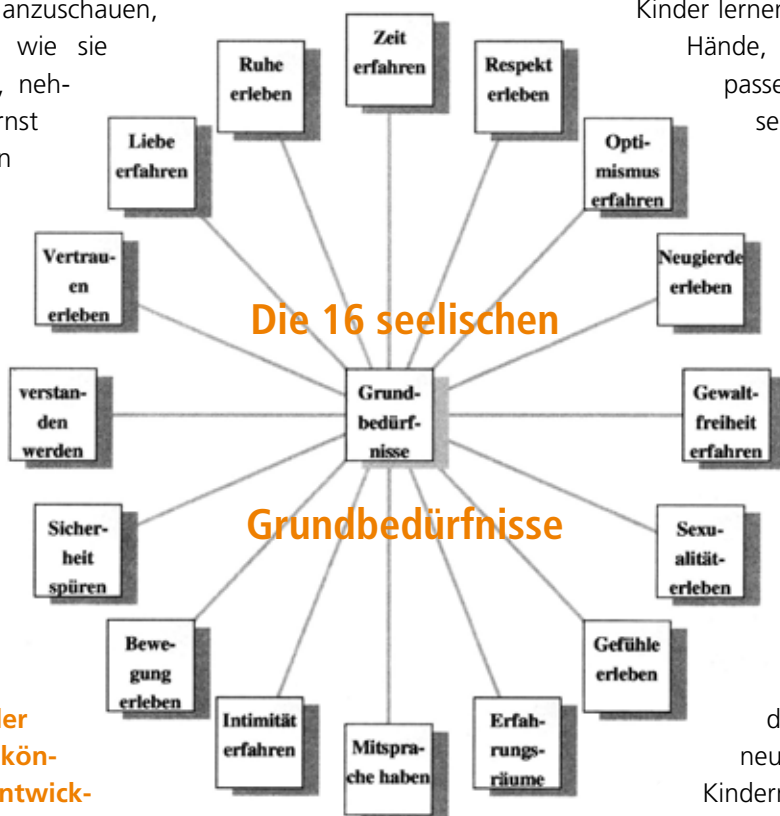 anzuschauen,
wie sie
, neh-
rnst
n
Kinder lernen
Hände,
passe
se
Zeit
erfahren
Respekt
erleben
Opti-
mismus
erfahren
Neugierde
erleben
Gewalt-
freiheit
erfahren
Sexu-
alität-
erleben
Gefühle
erleben
Erfah-
rungs-
räume
Mitspra-
che haben
Intimität
erfahren
Bewe-
gung
erleben
Sicher-
heit
spüren
verstan-
den
werden
Vertrau-
en
erleben
Liebe
erfahren
Ruhe
erleben
Die 16 seelischen
Grund-
bedürf-
nisse
Grundbedürfnisse
der
kön-
ntwick-
d
neu
Kindern